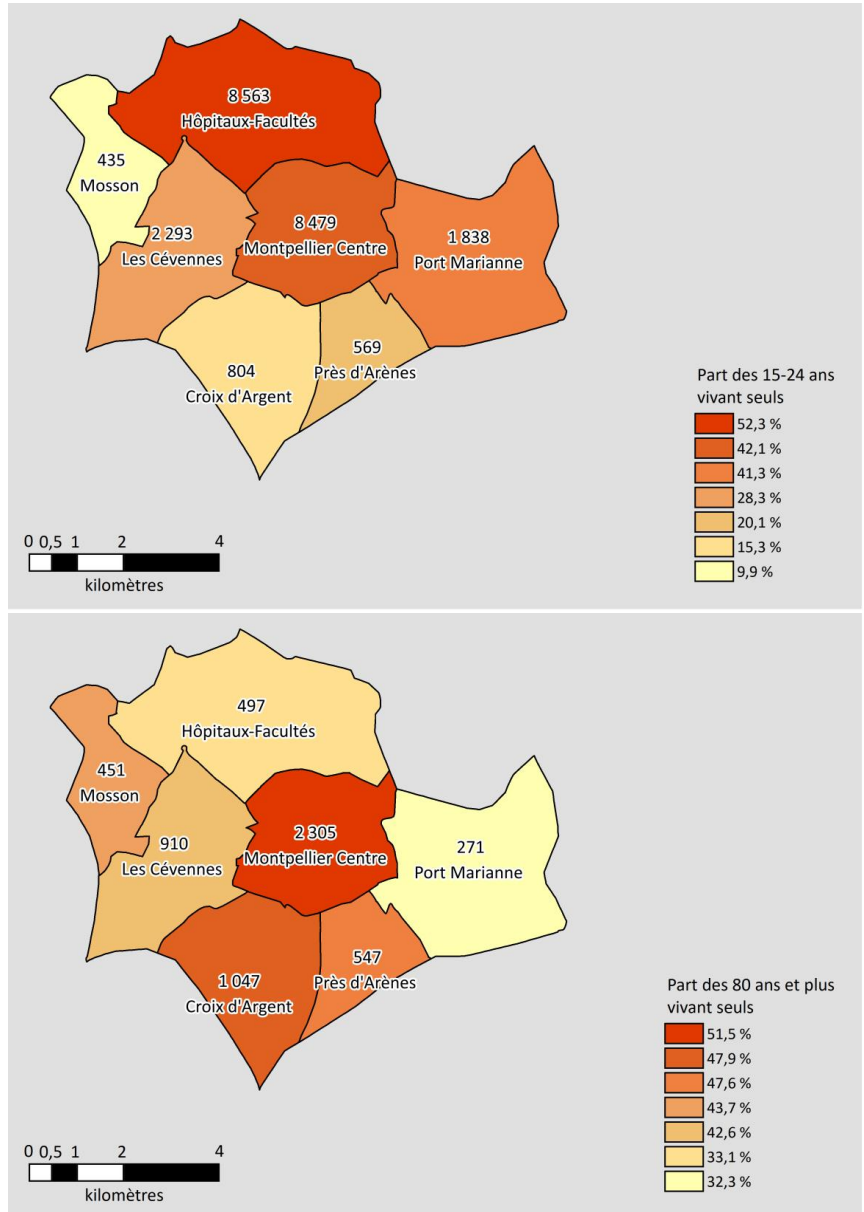 8 563
Hôpitaux-Facultés
435
Mosson
2 293
Les Cévennes
8 479
Montpellier Centre
1 838
Port Marianne
569
Près d'Arènes
804
Croix d'Argent
Part des 15-24 ans
vivant seuls
52,3 %
42,1 %
41,3 %
28,3 %
20,1 %
15,3 %
9,9 %
0 0,5 1 2 4
kilomètres
497
Hôpitaux-Facultés
451
Mosson
910
Les Cévennes
2 305
Montpellier Centre
271
Port Marianne
547
Près d'Arènes
1 047
Croix d'Argent
Part des 80 ans et plus
vivant seuls
51,5 %
47,9 %
47,6 %
43,7 %
42,6 %
33,1 %
32,3 %
0 0,5 1 2 4
kilomètres